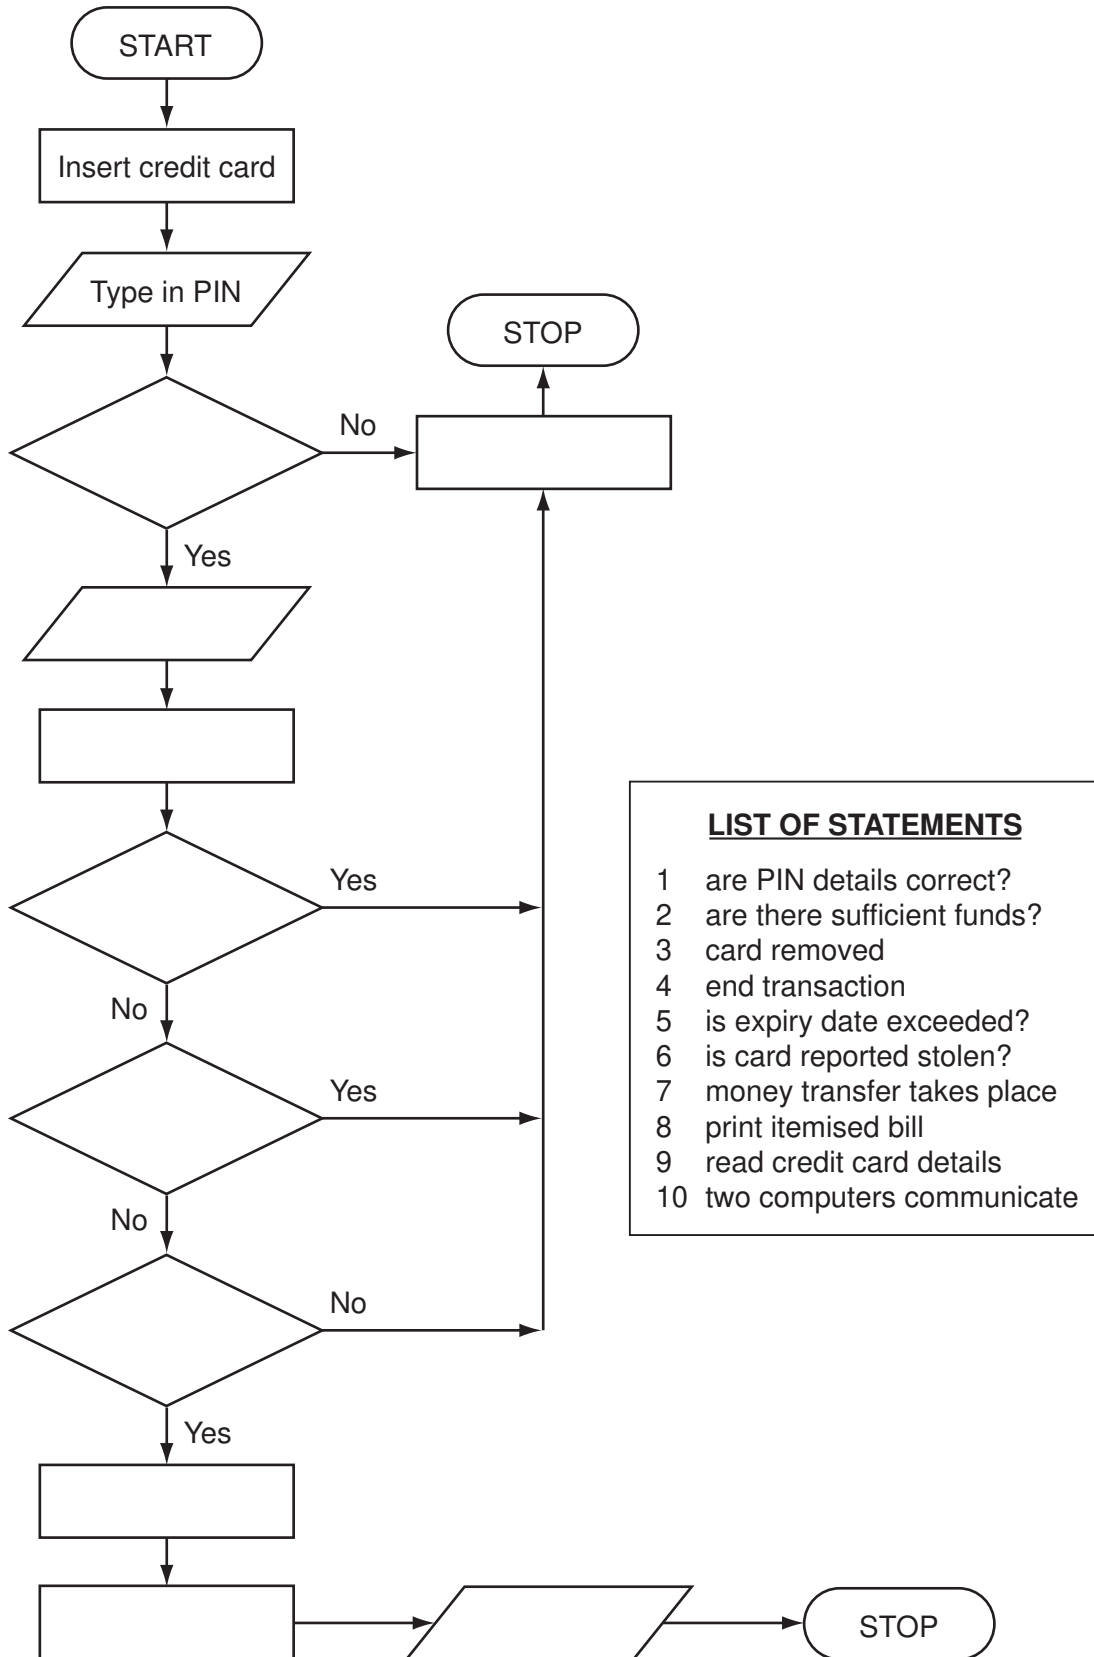 START
Insert credit card
Type in PIN
STOP
No
Yes
Yes
No
Yes
No
No
Yes
STOP
LIST OF STATEMENTS
1 are PIN details correct?
2 are there sufficient funds?
3 card removed
4 end transaction
5 is expiry date exceeded?
6 is card reported stolen?
7 money transfer takes place
8 print itemised bill
9 read credit card details
10 two computers communicate